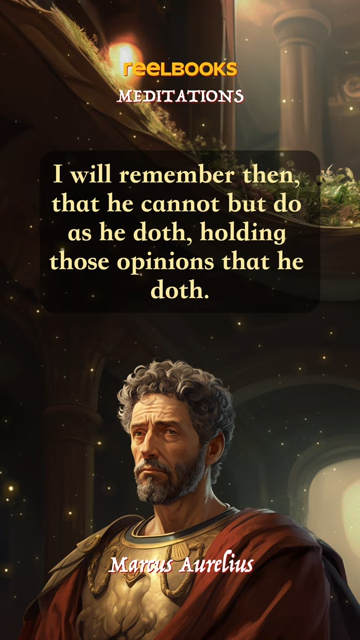 reelBOOKS
MEDITATIONS
I will remember then,
that he cannot but do
as he doth, holding
those opinions that he
doth.
Marcus Aurelius